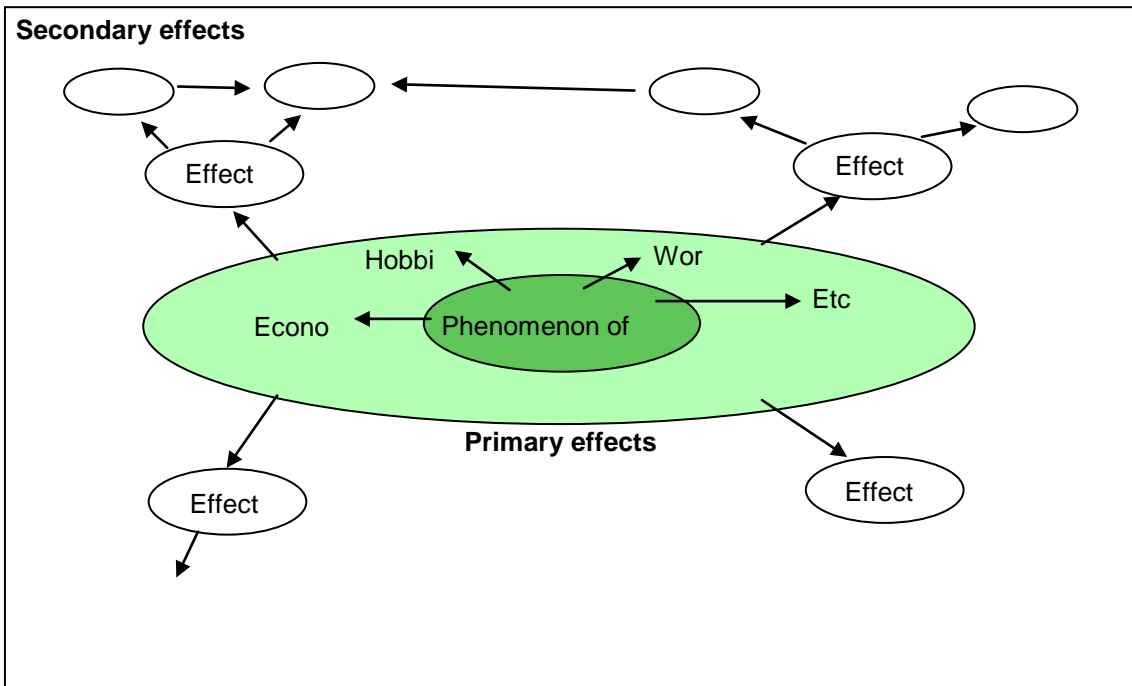 Secondary effects
Effect
Effect
Hobbi
Wor
Etc
Econo
Phenomenon of
Primary effects
Effect
Effect